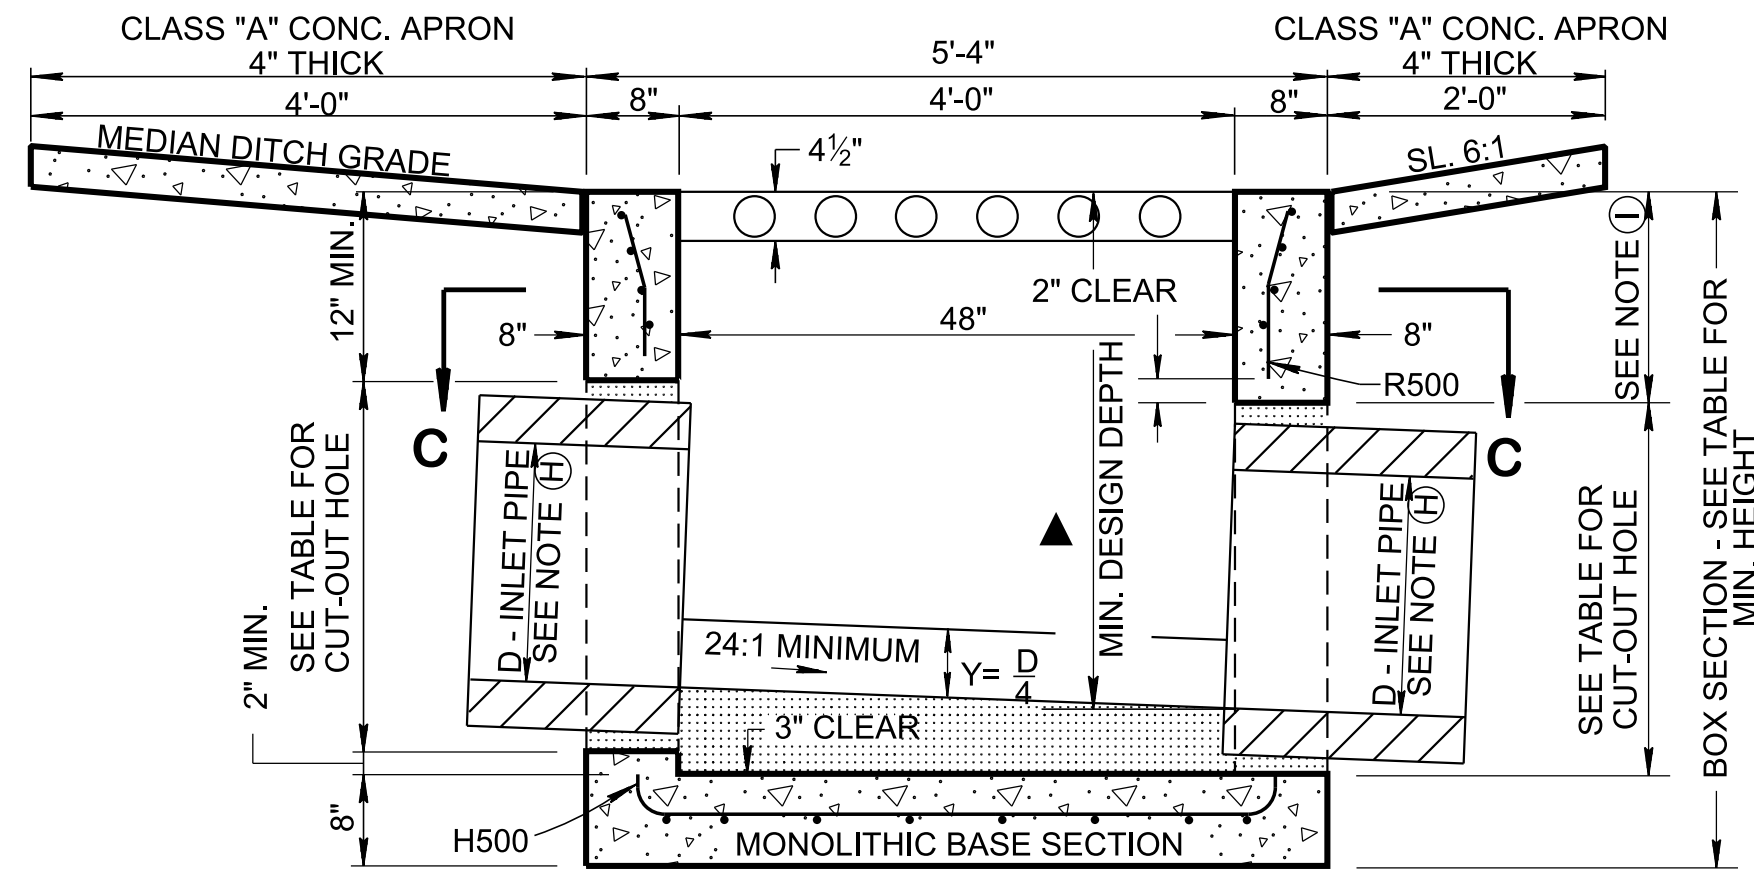 CLASS "A" CONC. APRON
4" THICK
5'-4"
CLASS "A" CONC. APRON
4" THICK
4'-0"
8"
4'-0"
8"
2'-0"
MEDIAN DITCH GRADE
4½"
SL. 6:1
12" MIN.
2" CLEAR
SEE NOTE I
8"
48"
8"
R500
C
C
SEE TABLE FOR
CUT-OUT HOLE
D - INLET PIPE
SEE NOTE H
MIN. DESIGN DEPTH
D - INLET PIPE
SEE NOTE H
SEE TABLE FOR
CUT-OUT HOLE
BOX SECTION - SEE TABLE FOR
MIN. HEIGHT
2" MIN.
24:1 MINIMUM
Y= D/4
3" CLEAR
8"
H500
MONOLITHIC BASE SECTION